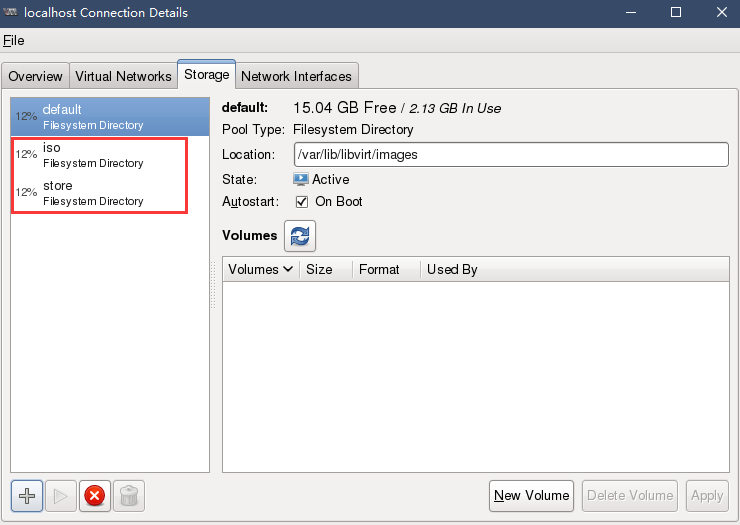 localhost Connection Details
File
Overview Virtual Networks Storage Network Interfaces
12% default
Filesystem Directory
12% iso
Filesystem Directory
12% store
Filesystem Directory
default: 15.04 GB Free / 2.13 GB In Use
Pool Type: Filesystem Directory
Location: /var/lib/libvirt/images
State: Active
Autostart: On Boot
Volumes
Volumes Size Format Used By
New Volume Delete Volume Apply